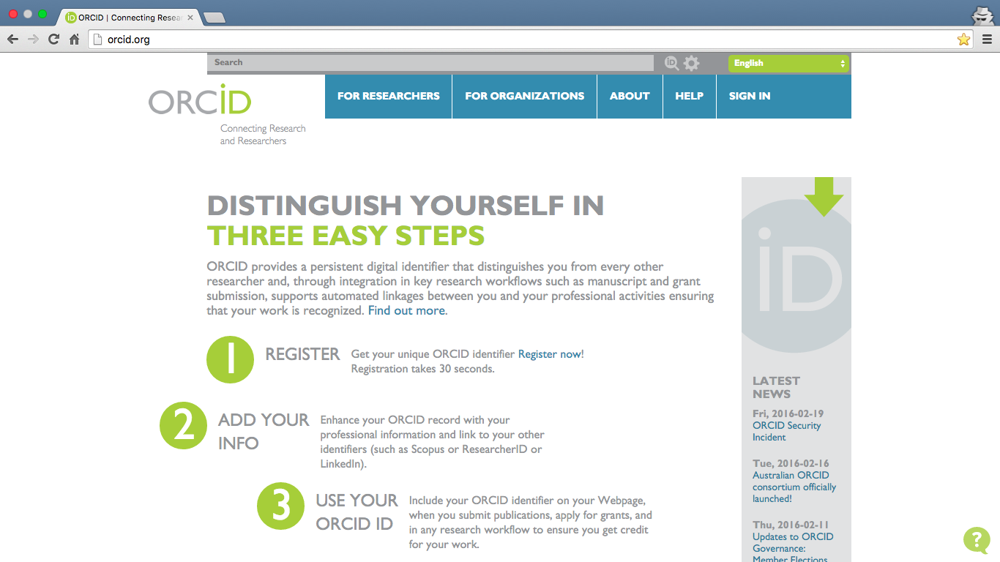 iD ORCID | Connecting Resea
orcid.org
Search
iD
English
ORCiD
Connecting Research
and Researchers
FOR RESEARCHERS
FOR ORGANIZATIONS
ABOUT
HELP
SIGN IN
DISTINGUISH YOURSELF IN
THREE EASY STEPS
ORCID provides a persistent digital identifier that distinguishes you from every other
researcher and, through integration in key research workflows such as manuscript and grant
submission, supports automated linkages between you and your professional activities ensuring
that your work is recognized. Find out more.
1
REGISTER
Get your unique ORCID identifier Register now!
Registration takes 30 seconds.
2
ADD YOUR
INFO
Enhance your ORCID record with your
professional information and link to your other
identifiers (such as Scopus or ResearcherID or
LinkedIn).
3
USE YOUR
ORCID ID
Include your ORCID identifier on your Webpage,
when you submit publications, apply for grants, and
in any research workflow to ensure you get credit
for your work.
iD
LATEST
NEWS
Fri, 2016-02-19
ORCID Security
Incident
Tue, 2016-02-16
Australian ORCID
consortium officially
launched!
Thu, 2016-02-11
Updates to ORCID
Governance:
Member Elections
?